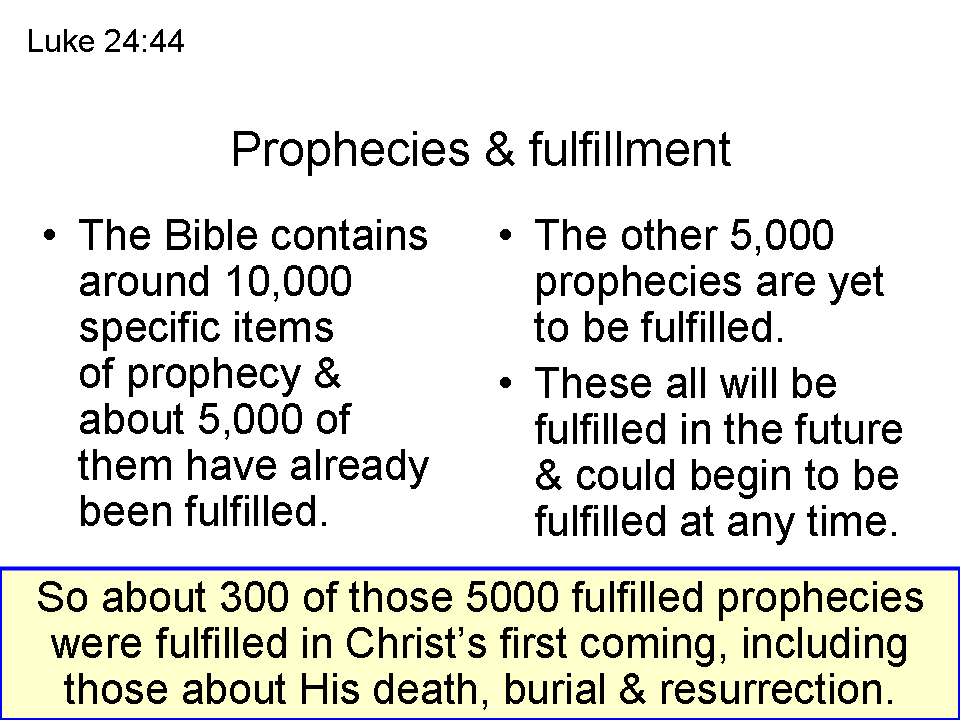 Luke 24:44
Prophecies & fulfillment
• The Bible contains
around 10,000
specific items
of prophecy &
about 5,000 of
them have already
been fulfilled.
• The other 5,000
prophecies are yet
to be fulfilled.
• These all will be
fulfilled in the future
& could begin to be
fulfilled at any time.
So about 300 of those 5000 fulfilled prophecies
were fulfilled in Christ’s first coming, including
those about His death, burial & resurrection.